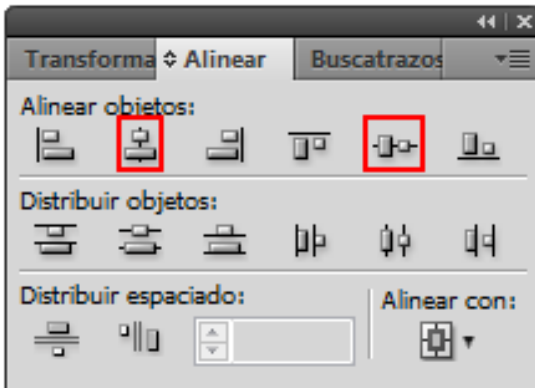 Transforma Alinear Buscatrazos
Alinear objetos:
Distribuir objetos:
Distribuir espaciado: Alinear con: